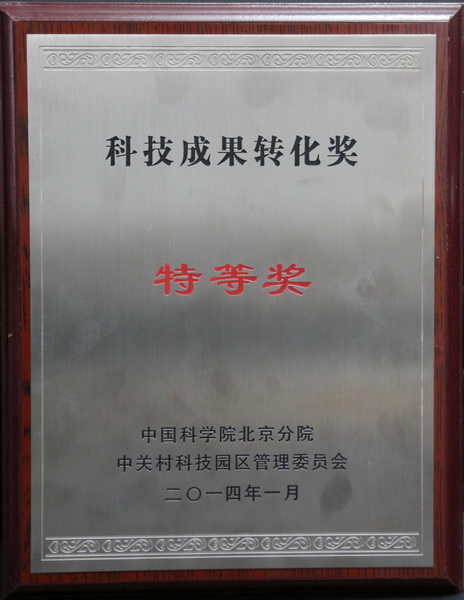 科技成果转化奖
特等奖
中国科学院北京分院
中关村科技园区管理委员会
二〇一四年一月